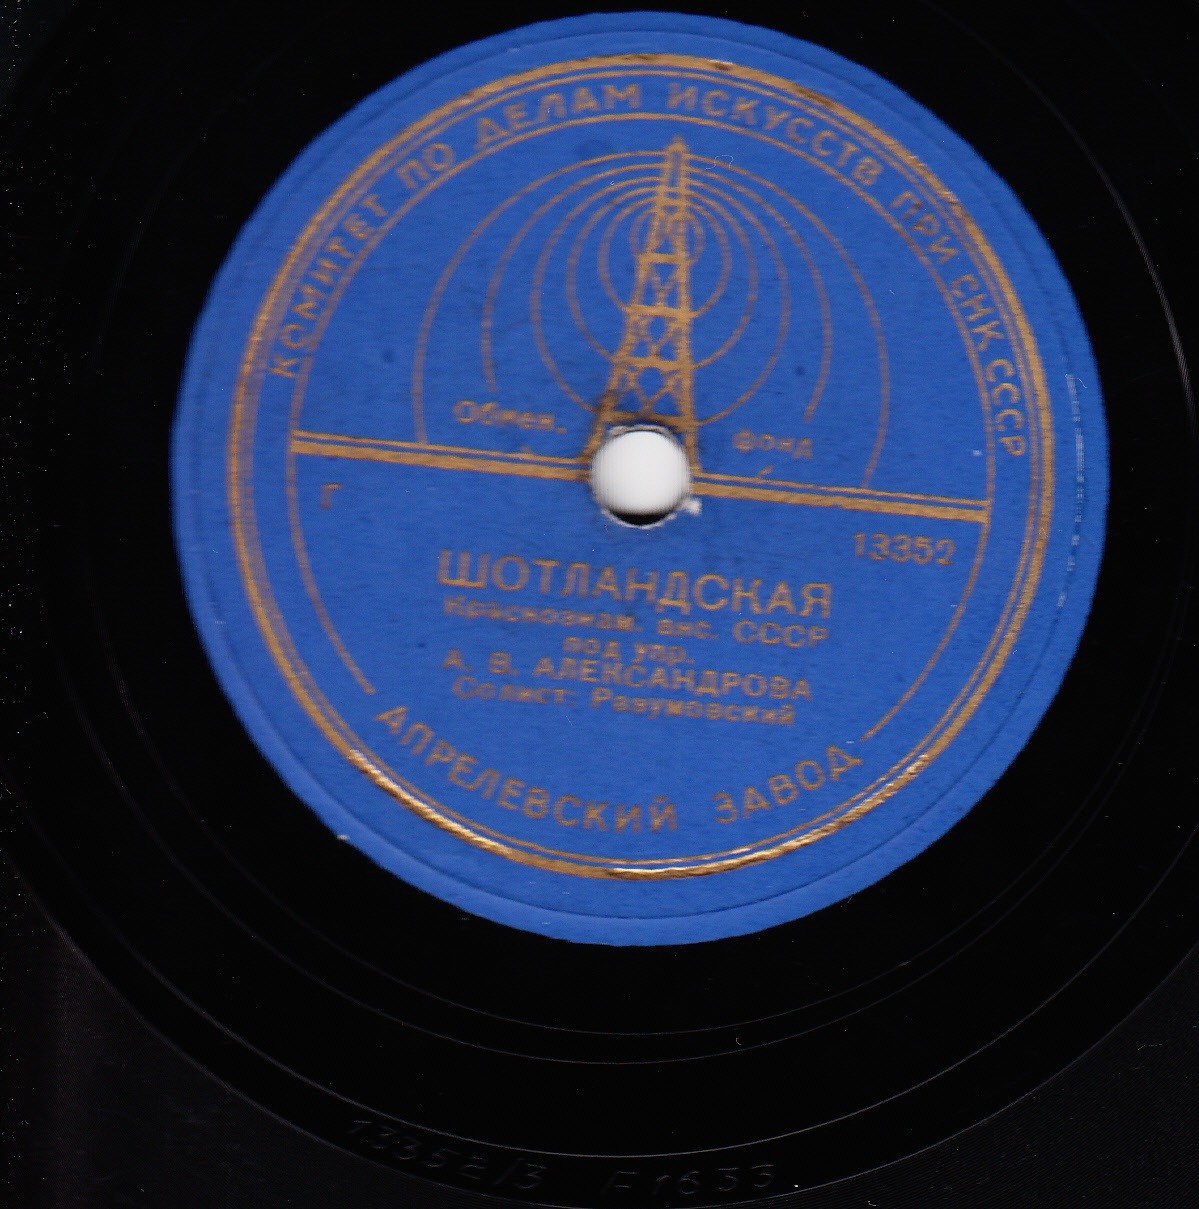 КОМИТЕТ ПО ДЕЛАМ ИСКУССТВ ПРИ СНК СССР
Обмен. фонд
Г 13352
ШОТЛАНДСКАЯ
Краснознам. анс. СССР
под упр.
А. В. АЛЕКСАНДРОВА
Солист: Разумовский
АПРЕЛЕВСКИЙ ЗАВОД
13352/3 F1633